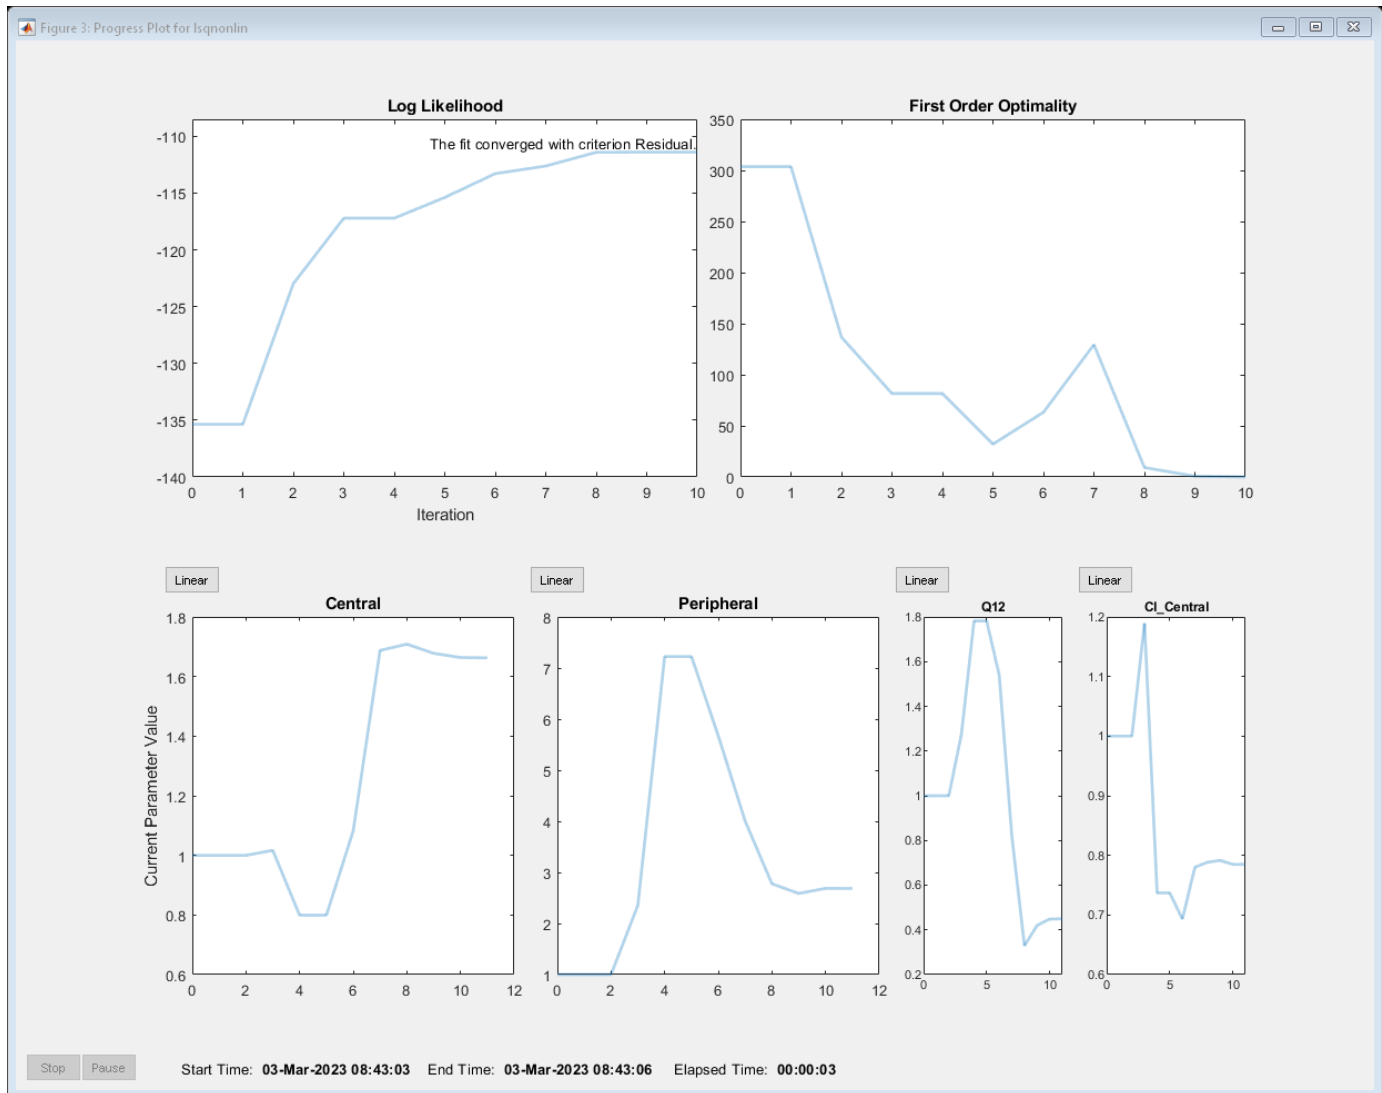 Figure 3: Progress Plot for lsqnonlin
Log Likelihood
The fit converged with criterion Residual.
-110
-115
-120
-125
-130
-135
-140
0 1 2 3 4 5 6 7 8 9 10
Iteration
First Order Optimality
350
300
250
200
150
100
50
0
0 1 2 3 4 5 6 7 8 9 10
Linear
Central
Current Parameter Value
1.8
1.6
1.4
1.2
1
0.8
0.6
0 2 4 6 8 10 12
Linear
Peripheral
8
7
6
5
4
3
2
1
0 2 4 6 8 10 12
Linear
Q12
1.8
1.6
1.4
1.2
1
0.8
0.6
0.4
0.2
0 5 10
Linear
Cl_Central
1.2
1.1
1
0.9
0.8
0.7
0.6
0 5 10
Stop Pause Start Time: 03-Mar-2023 08:43:03 End Time: 03-Mar-2023 08:43:06 Elapsed Time: 00:00:03